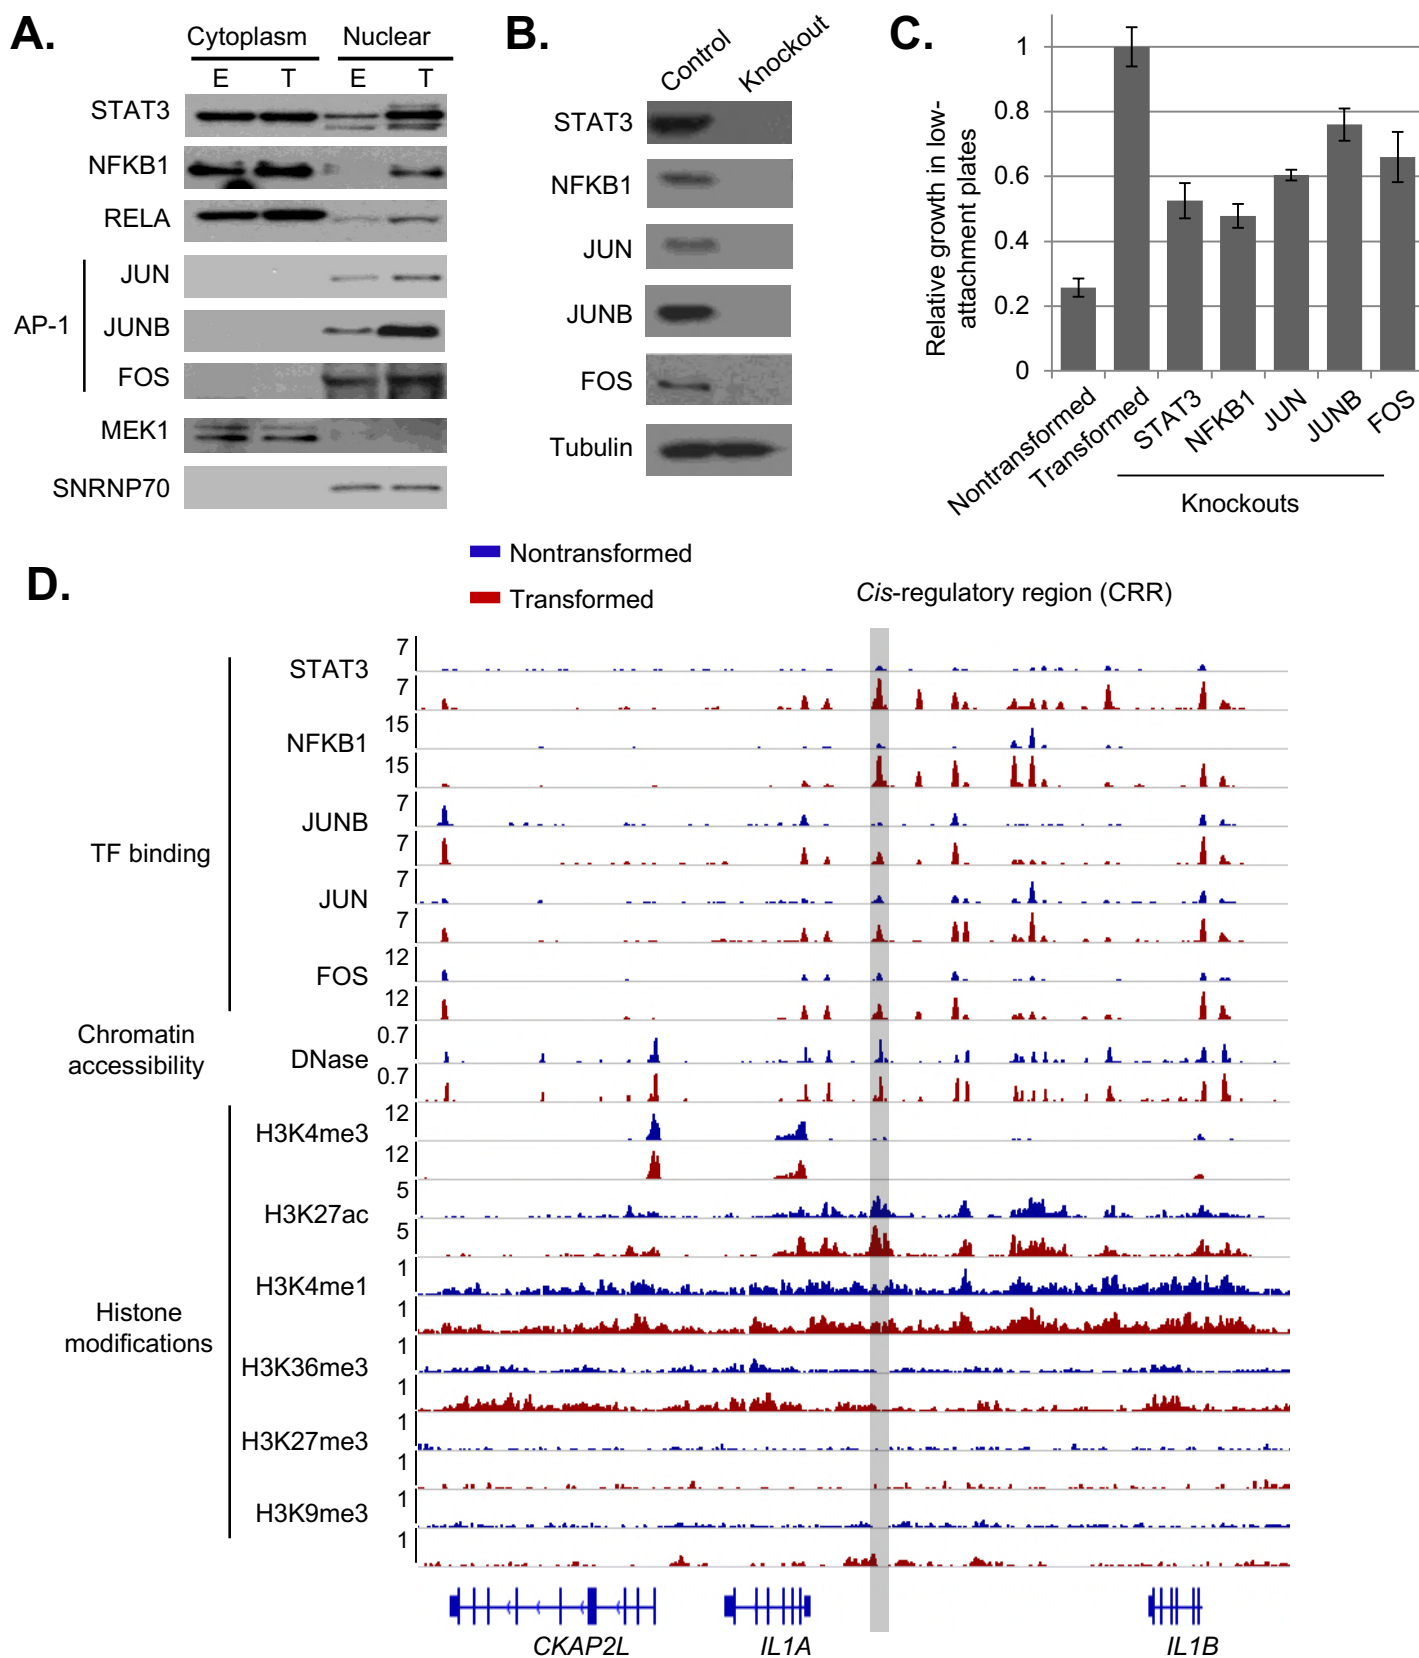 A.
Cytoplasm Nuclear
E T E T
STAT3
NFKB1
RELA
AP-1
JUN
JUNB
FOS
MEK1
SNRNP70
B.
Control Knockout
STAT3
NFKB1
JUN
JUNB
FOS
Tubulin
C.
Relative growth in low-
attachment plates
1
0.8
0.6
0.4
0.2
0
Nontransformed
Transformed
STAT3
NFKB1
JUN
JUNB
FOS
Knockouts
D.
Nontransformed
Transformed
Cis-regulatory region (CRR)
TF binding
STAT3
7
7
NFKB1
15
15
JUNB
7
7
JUN
7
7
FOS
12
12
Chromatin
accessibility
DNase
0.7
0.7
Histone
modifications
H3K4me3
12
12
H3K27ac
5
5
H3K4me1
1
1
H3K36me3
1
1
H3K27me3
1
1
H3K9me3
1
1
CKAP2L IL1A IL1B